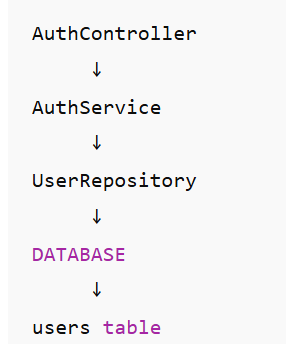 AuthController
↓
AuthService
↓
UserRepository
↓
DATABASE
↓
users table